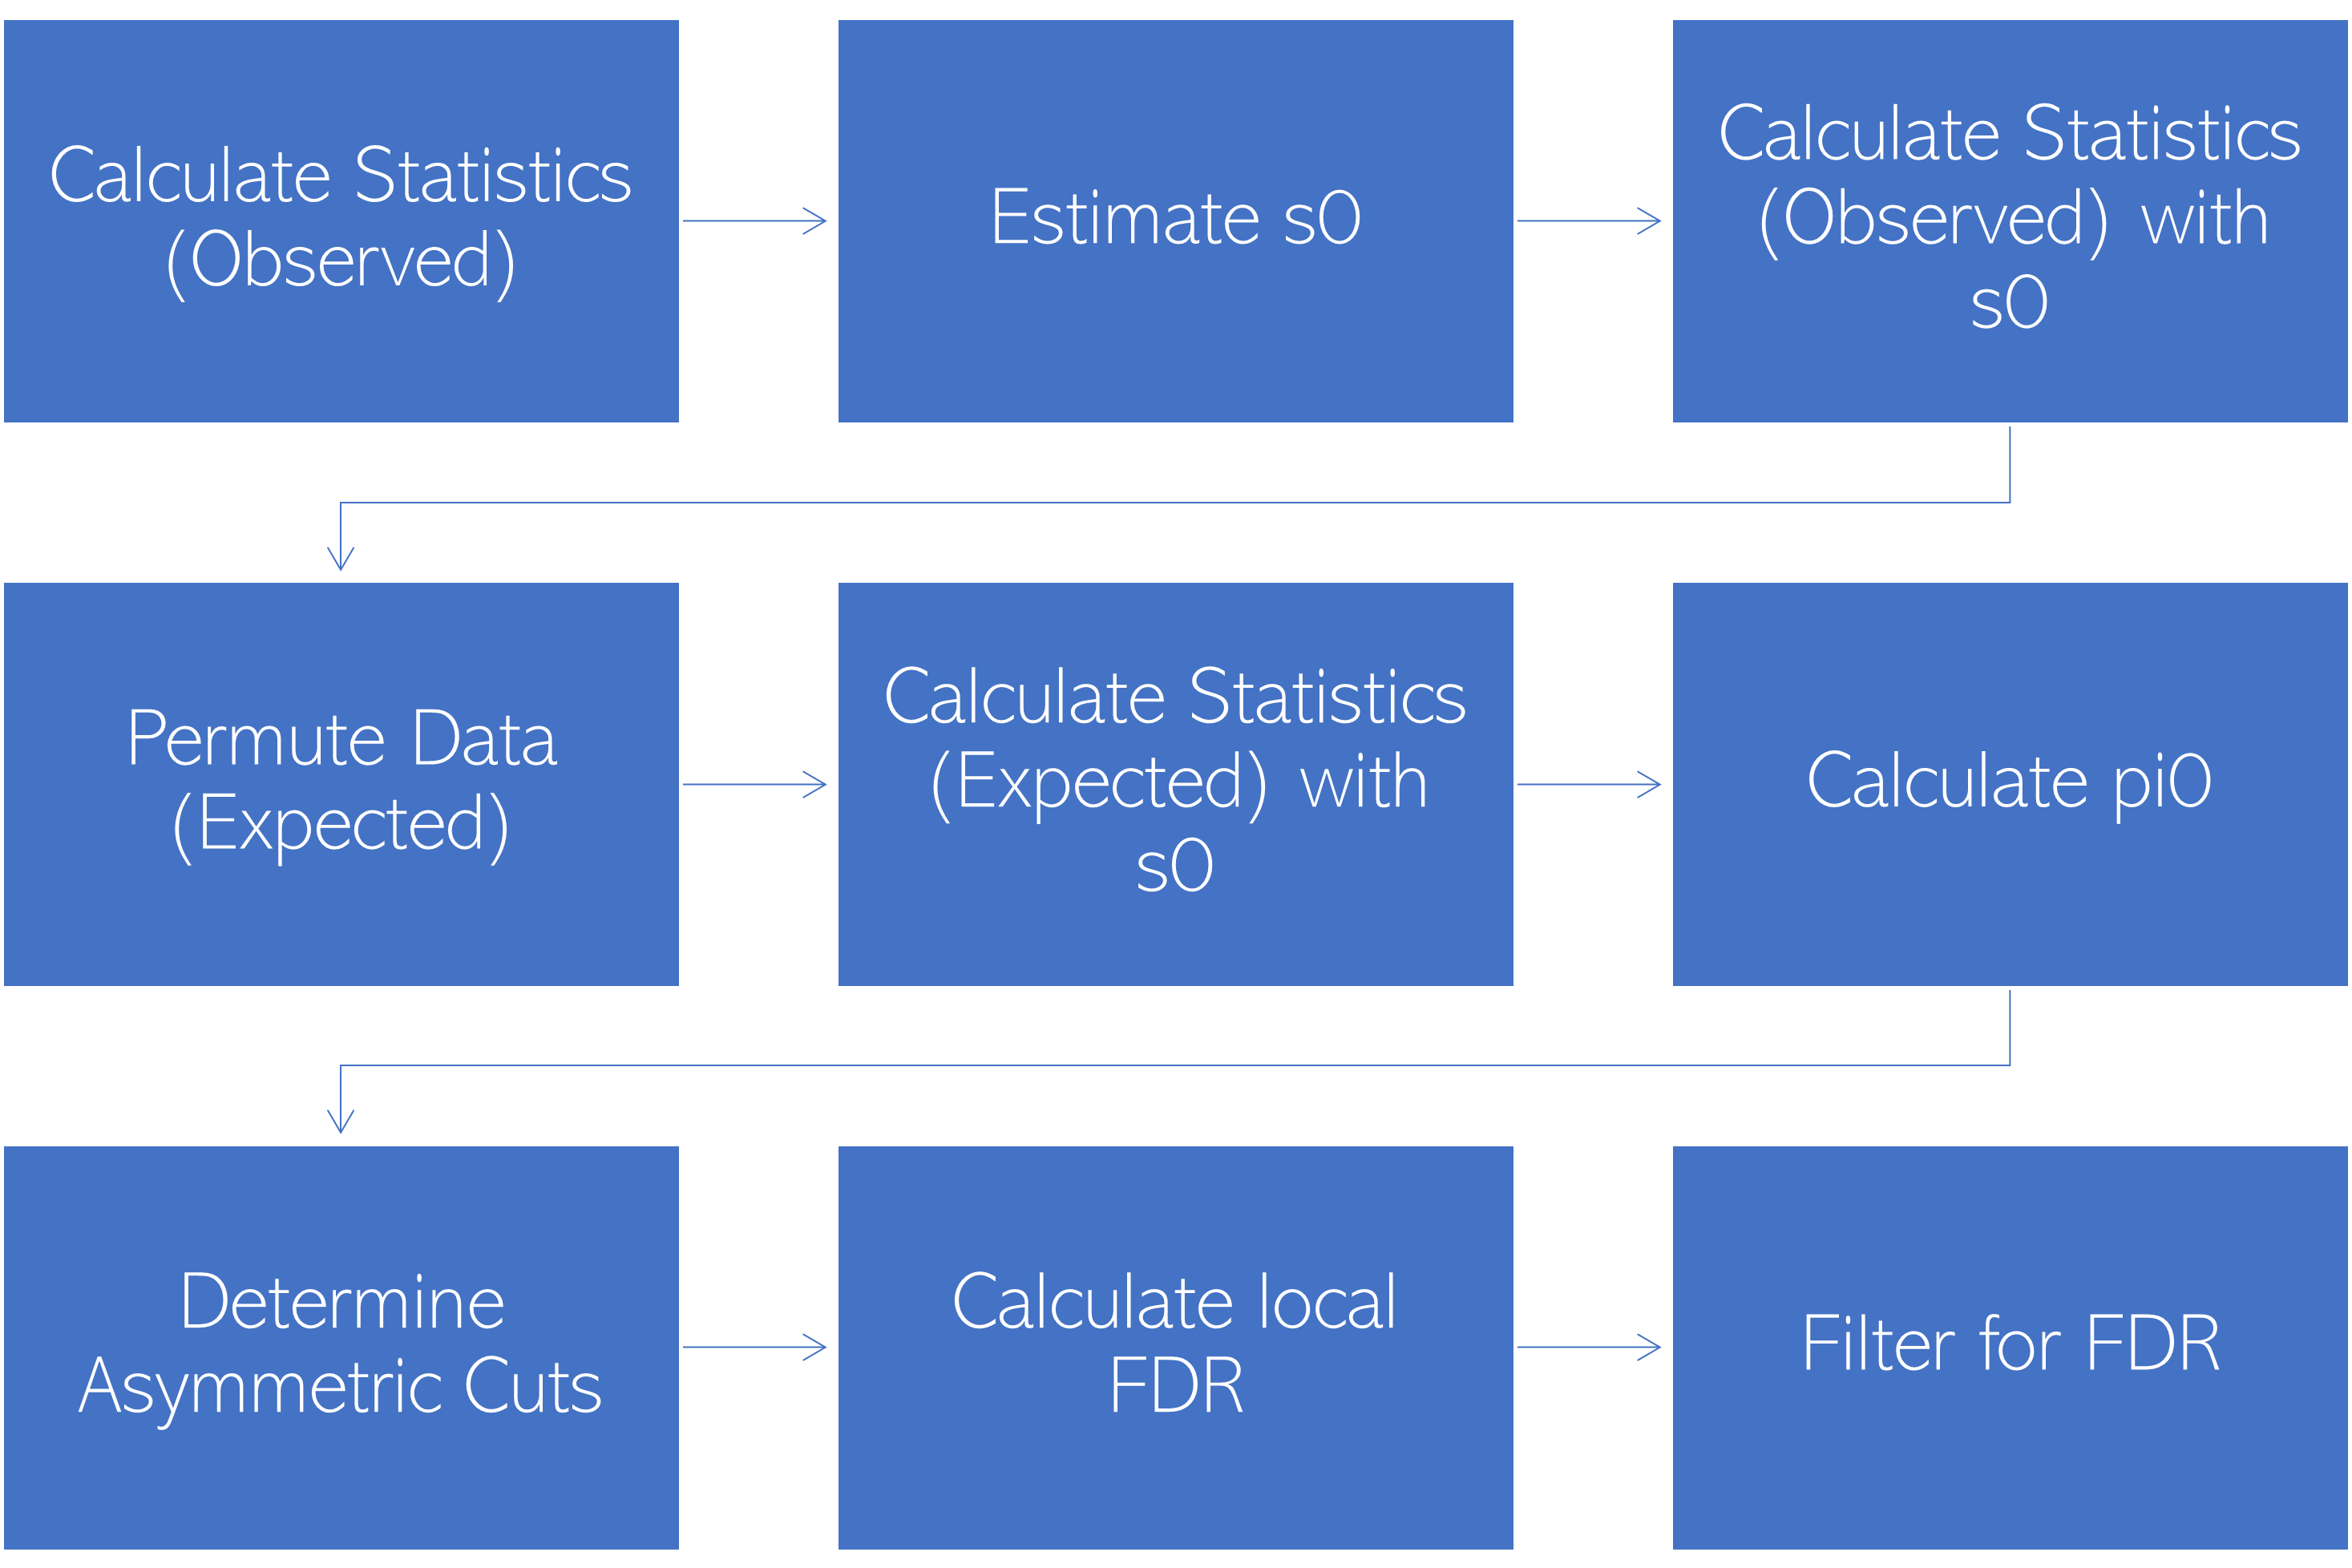 Calculate Statistics
(Observed)
Estimate s0
Calculate Statistics
(Observed) with
s0
Permute Data
(Expected)
Calculate Statistics
(Expected) with
s0
Calculate pi0
Determine
Asymmetric Cuts
Calculate local
FDR
Filter for FDR